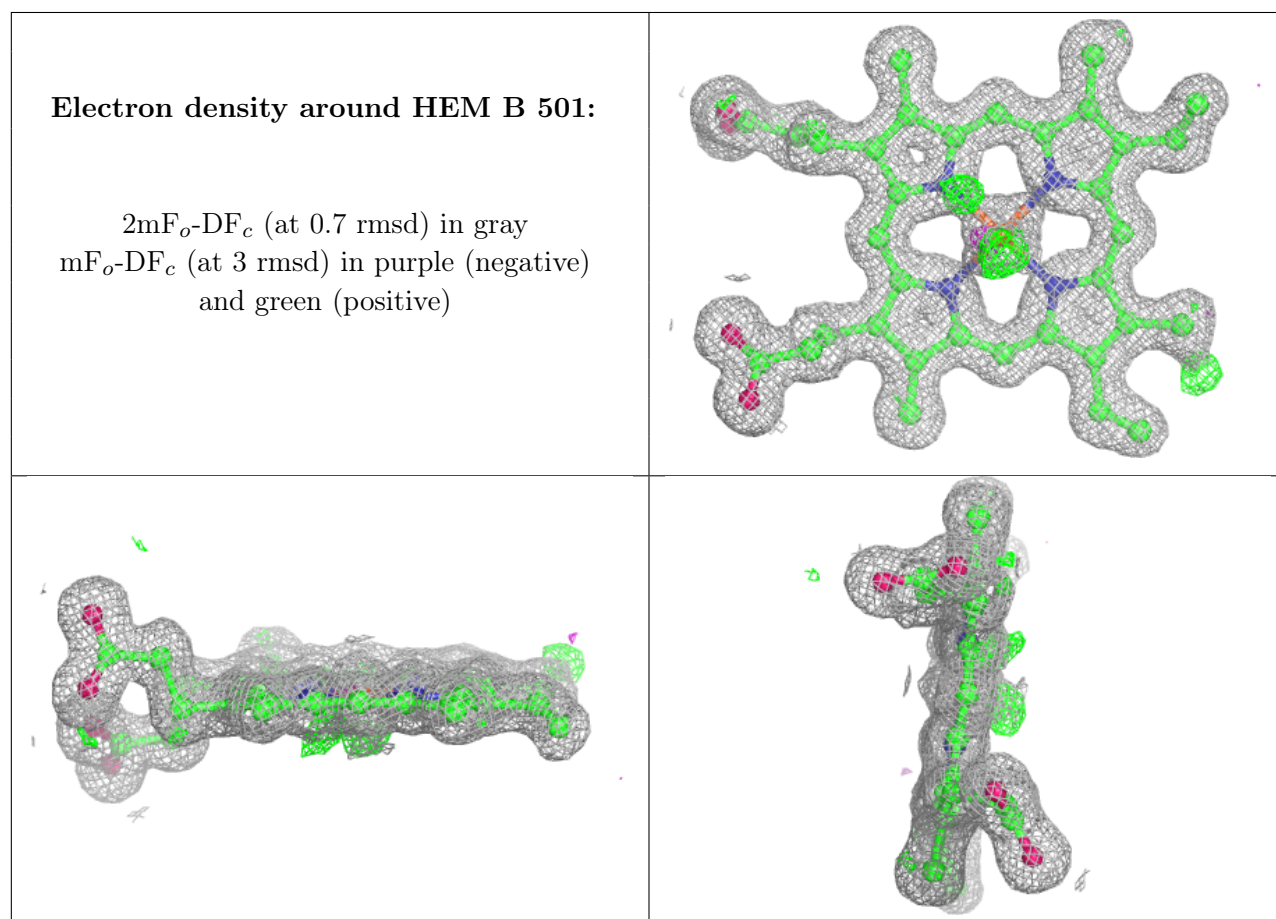 Electron density around HEM B 501:
2mFo-DFc (at 0.7 rmsd) in gray
mFo-DFc (at 3 rmsd) in purple (negative)
and green (positive)